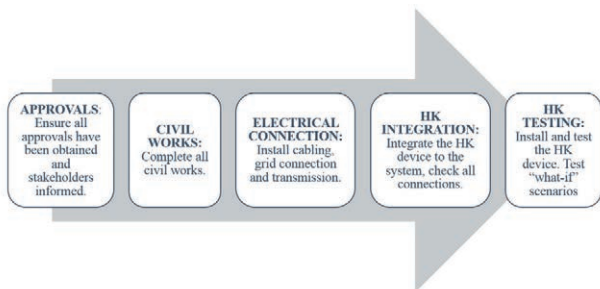 APPROVALS:
Ensure all
approvals have
been obtained
and
stakeholders
informed.
CIVIL
WORKS:
Complete all
civil works.
ELECTRICAL
CONNECTION:
Install cabling,
grid connection
and transmission.
HK
INTEGRATION:
Integrate the HK
device to the
system, check all
connections.
HK
TESTING:
Install and test
the HK
device. Test
"what-if"
scenarios